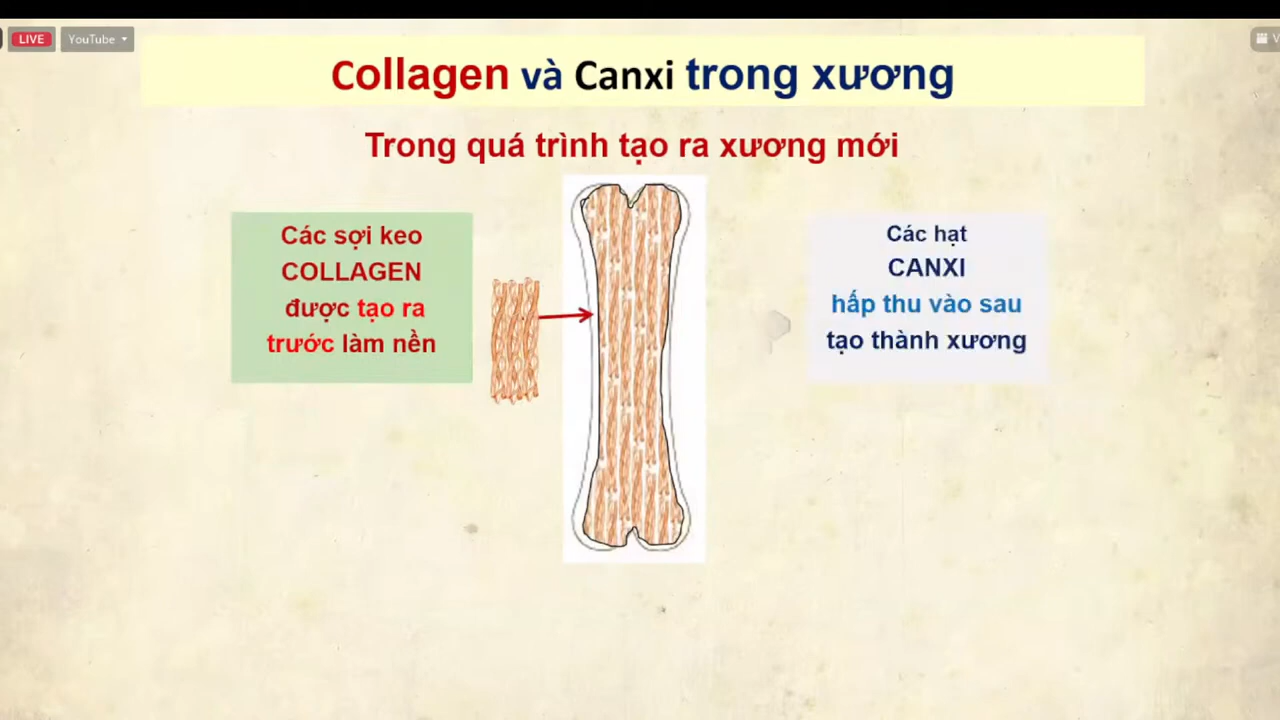 LIVE
YouTube
V
Collagen và Canxi trong xương
Trong quá trình tạo ra xương mới
Các sợi keo
COLLAGEN
được tạo ra
trước làm nền
Các hạt
CANXI
hấp thu vào sau
tạo thành xương